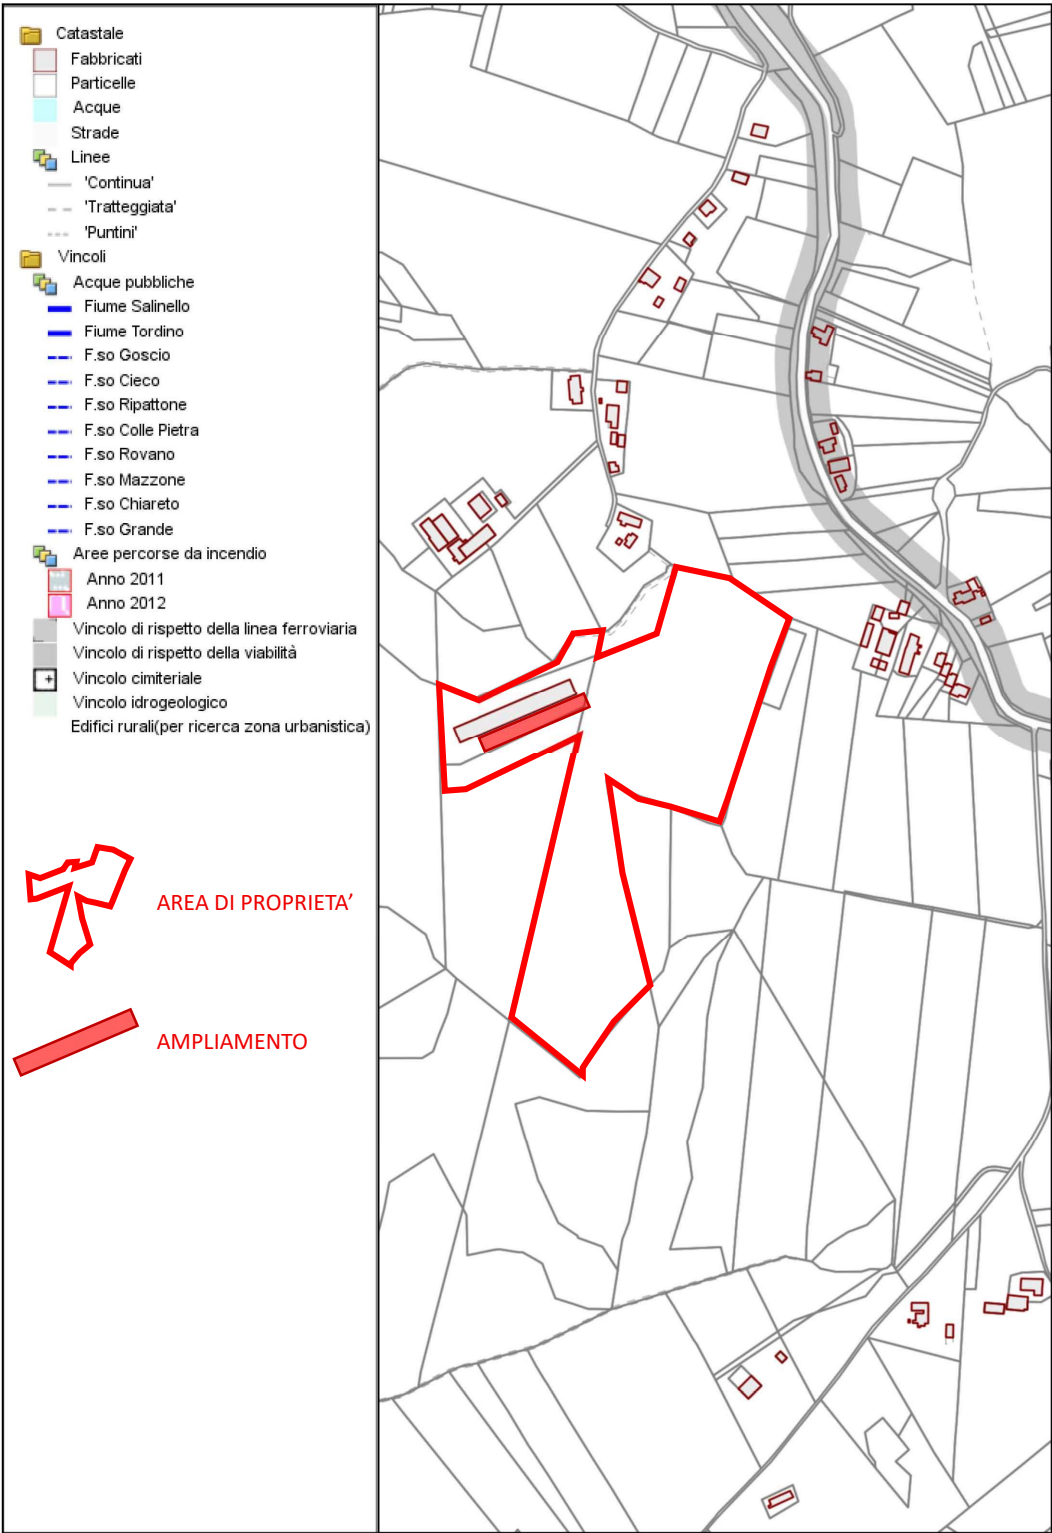 Catastale
Fabbricati
Particelle
Acque
Strade
Linee
'Continua'
'Tratteggiata'
'Puntini'
Vincoli
Acque pubbliche
Fiume Salinello
Fiume Tordino
F.so Goscio
F.so Cieco
F.so Ripattone
F.so Colle Pietra
F.so Rovano
F.so Mazzone
F.so Chiareto
F.so Grande
Aree percorse da incendio
Anno 2011
Anno 2012
Vincolo di rispetto della linea ferroviaria
Vincolo di rispetto della viabilità
Vincolo cimiteriale
Vincolo idrogeologico
Edifici rurali(per ricerca zona urbanistica)
AREA DI PROPRIETA’
AMPLIAMENTO